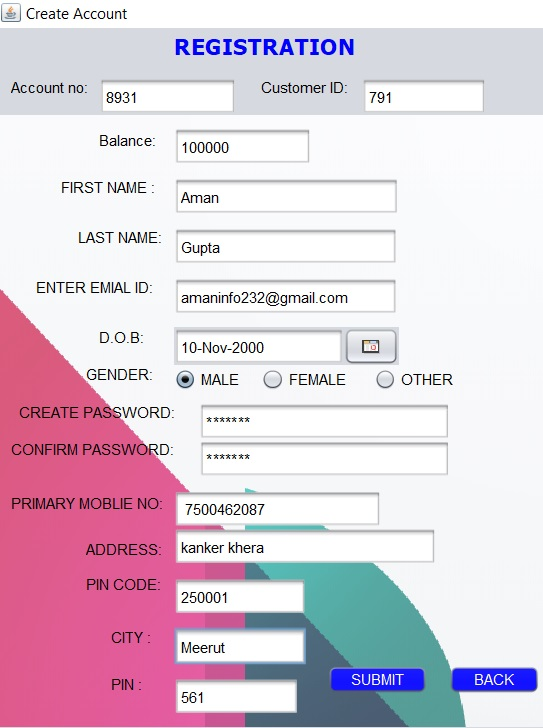 Create Account
REGISTRATION
Account no: 8931 Customer ID: 791
Balance: 100000
FIRST NAME : Aman
LAST NAME: Gupta
ENTER EMIAL ID: amaninfo232@gmail.com
D.O.B: 10-Nov-2000
GENDER: MALE FEMALE OTHER
CREATE PASSWORD: *******
CONFIRM PASSWORD: *******
PRIMARY MOBLIE NO: 7500462087
ADDRESS: kanker khera
PIN CODE: 250001
CITY : Meerut
PIN : 561
SUBMIT BACK